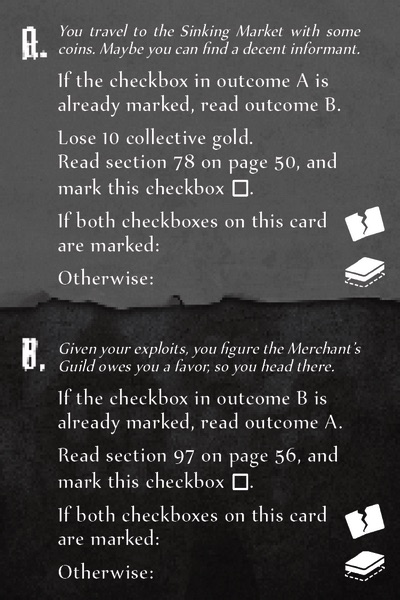 A.
You travel to the Sinking Market with some
coins. Maybe you can find a decent informant.
If the checkbox in outcome A is
already marked, read outcome B.
Lose 10 collective gold.
Read section 78 on page 50, and
mark this checkbox ☐.
If both checkboxes on this card
are marked:
Otherwise:
B.
Given your exploits, you figure the Merchant's
Guild owes you a favor, so you head there.
If the checkbox in outcome B is
already marked, read outcome A.
Read section 97 on page 56, and
mark this checkbox ☐.
If both checkboxes on this card
are marked:
Otherwise: